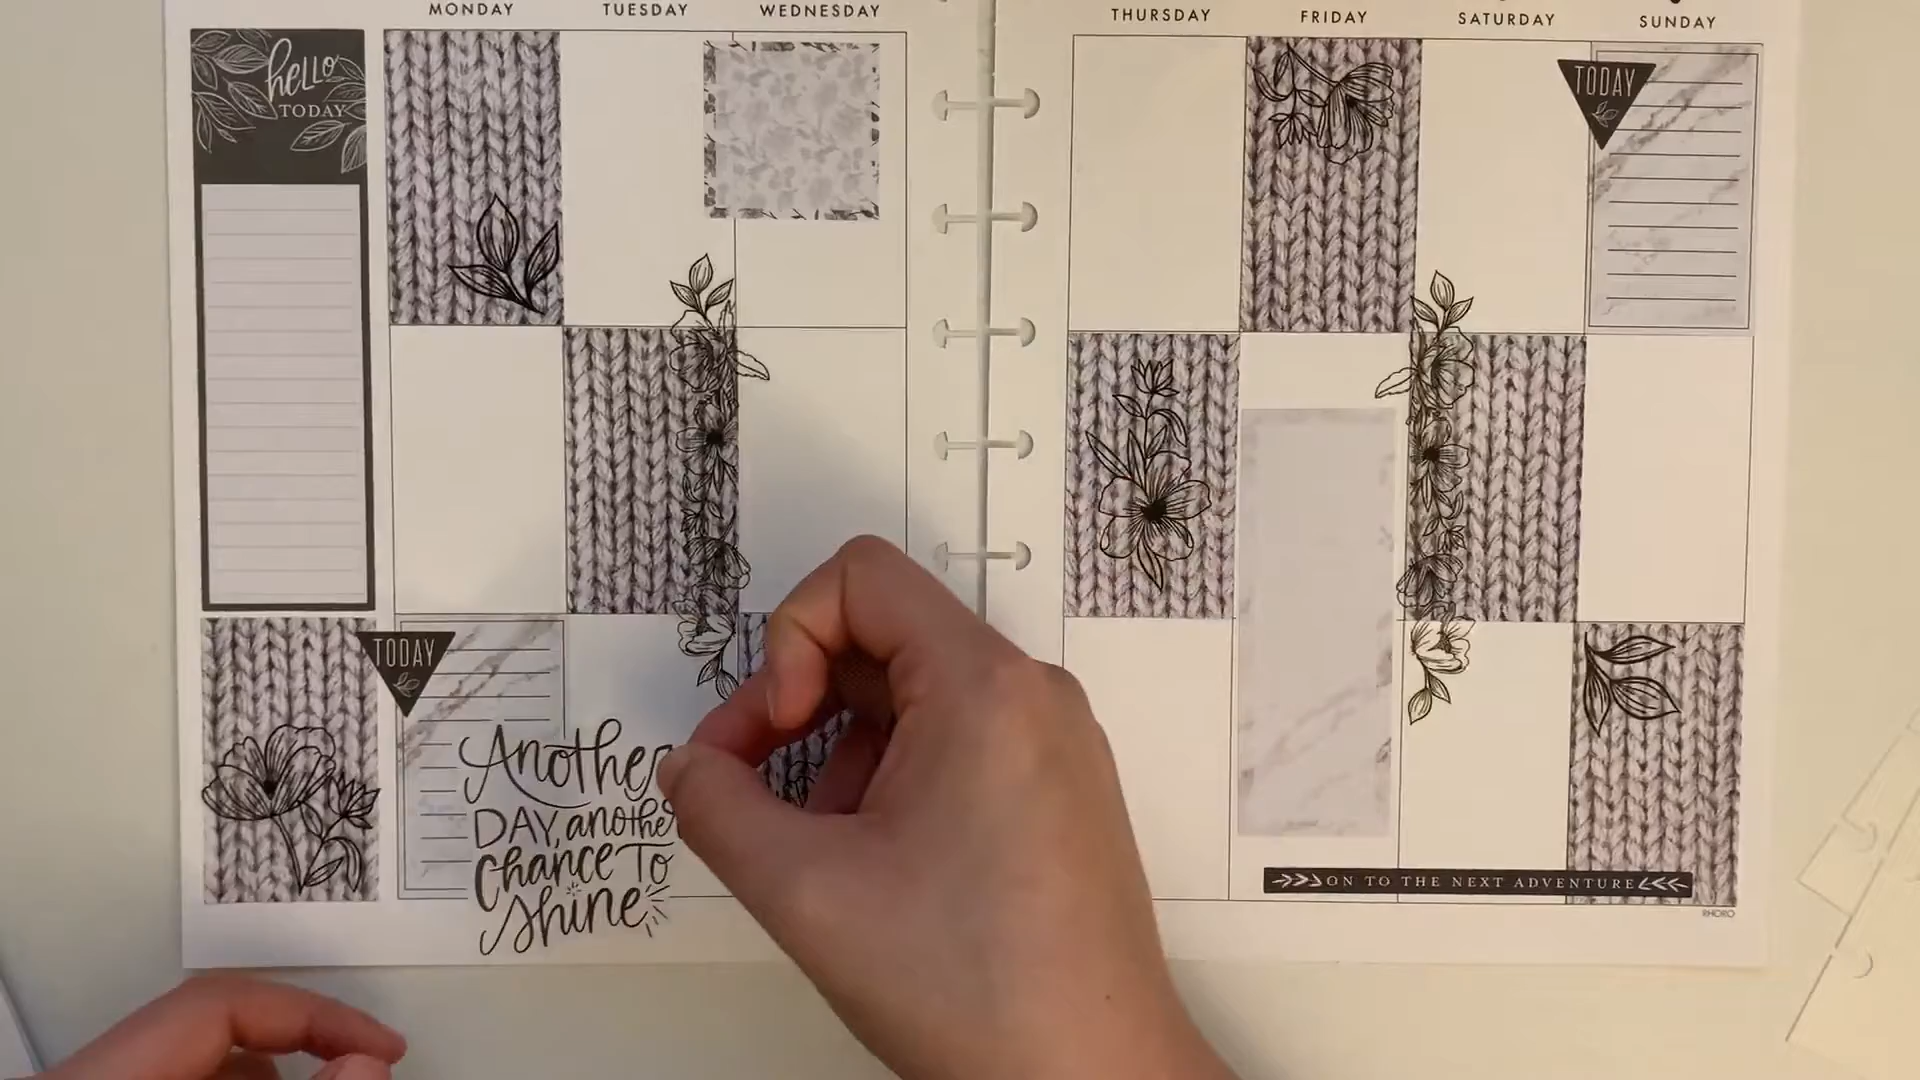 MONDAY TUESDAY WEDNESDAY THURSDAY FRIDAY SATURDAY SUNDAY
hello
TODAY
TODAY
TODAY
Another
DAY, another
chance To
shine
ON TO THE NEXT ADVENTURE
RHORO